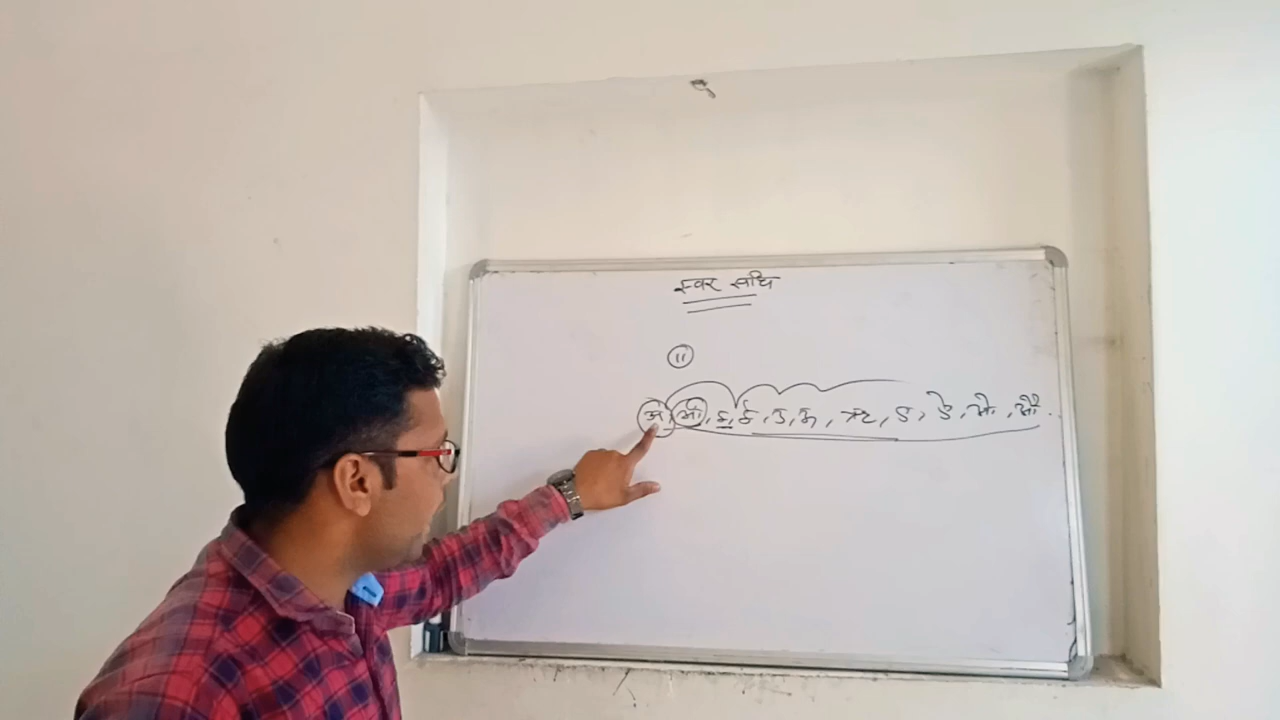 स्वर संधि
11
अ, आ, इ, ई, उ, ऊ, ऋ, ए, ऐ, ओ, औ.